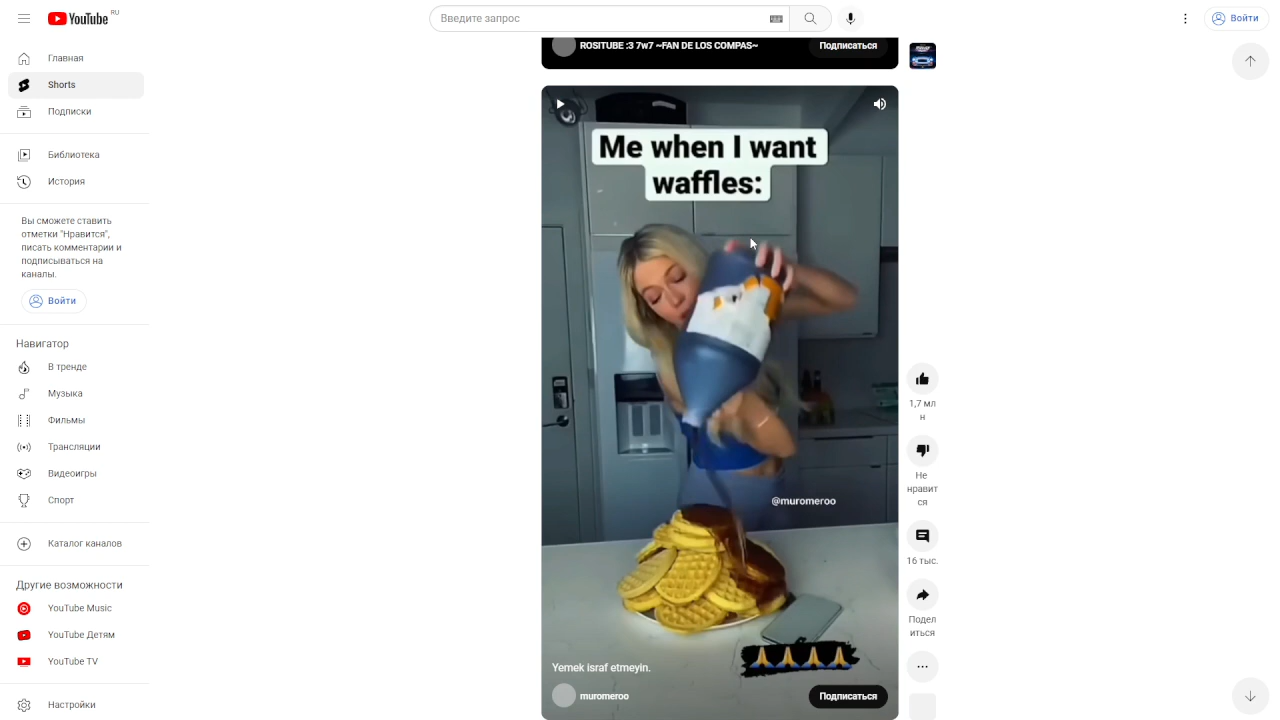 YouTube RU
Введите запрос
Войти
Главная
Shorts
Подписки
Библиотека
История
Вы сможете ставить
отметки "Нравится",
писать комментарии и
подписываться на
каналы.
Войти
Навигатор
В тренде
Музыка
Фильмы
Трансляции
Видеоигры
Спорт
Каталог каналов
Другие возможности
YouTube Music
YouTube Детям
YouTube TV
Настройки
ROSITUBE :3 7w7 ~FAN DE LOS COMPAS~
Подписаться
Me when I want
waffles:
@muromeroo
Yemek israf etmeyin.
muromeroo
Подписаться
1,7 мл
н
Не
нравит
ся
16 тыс.
Подел
иться